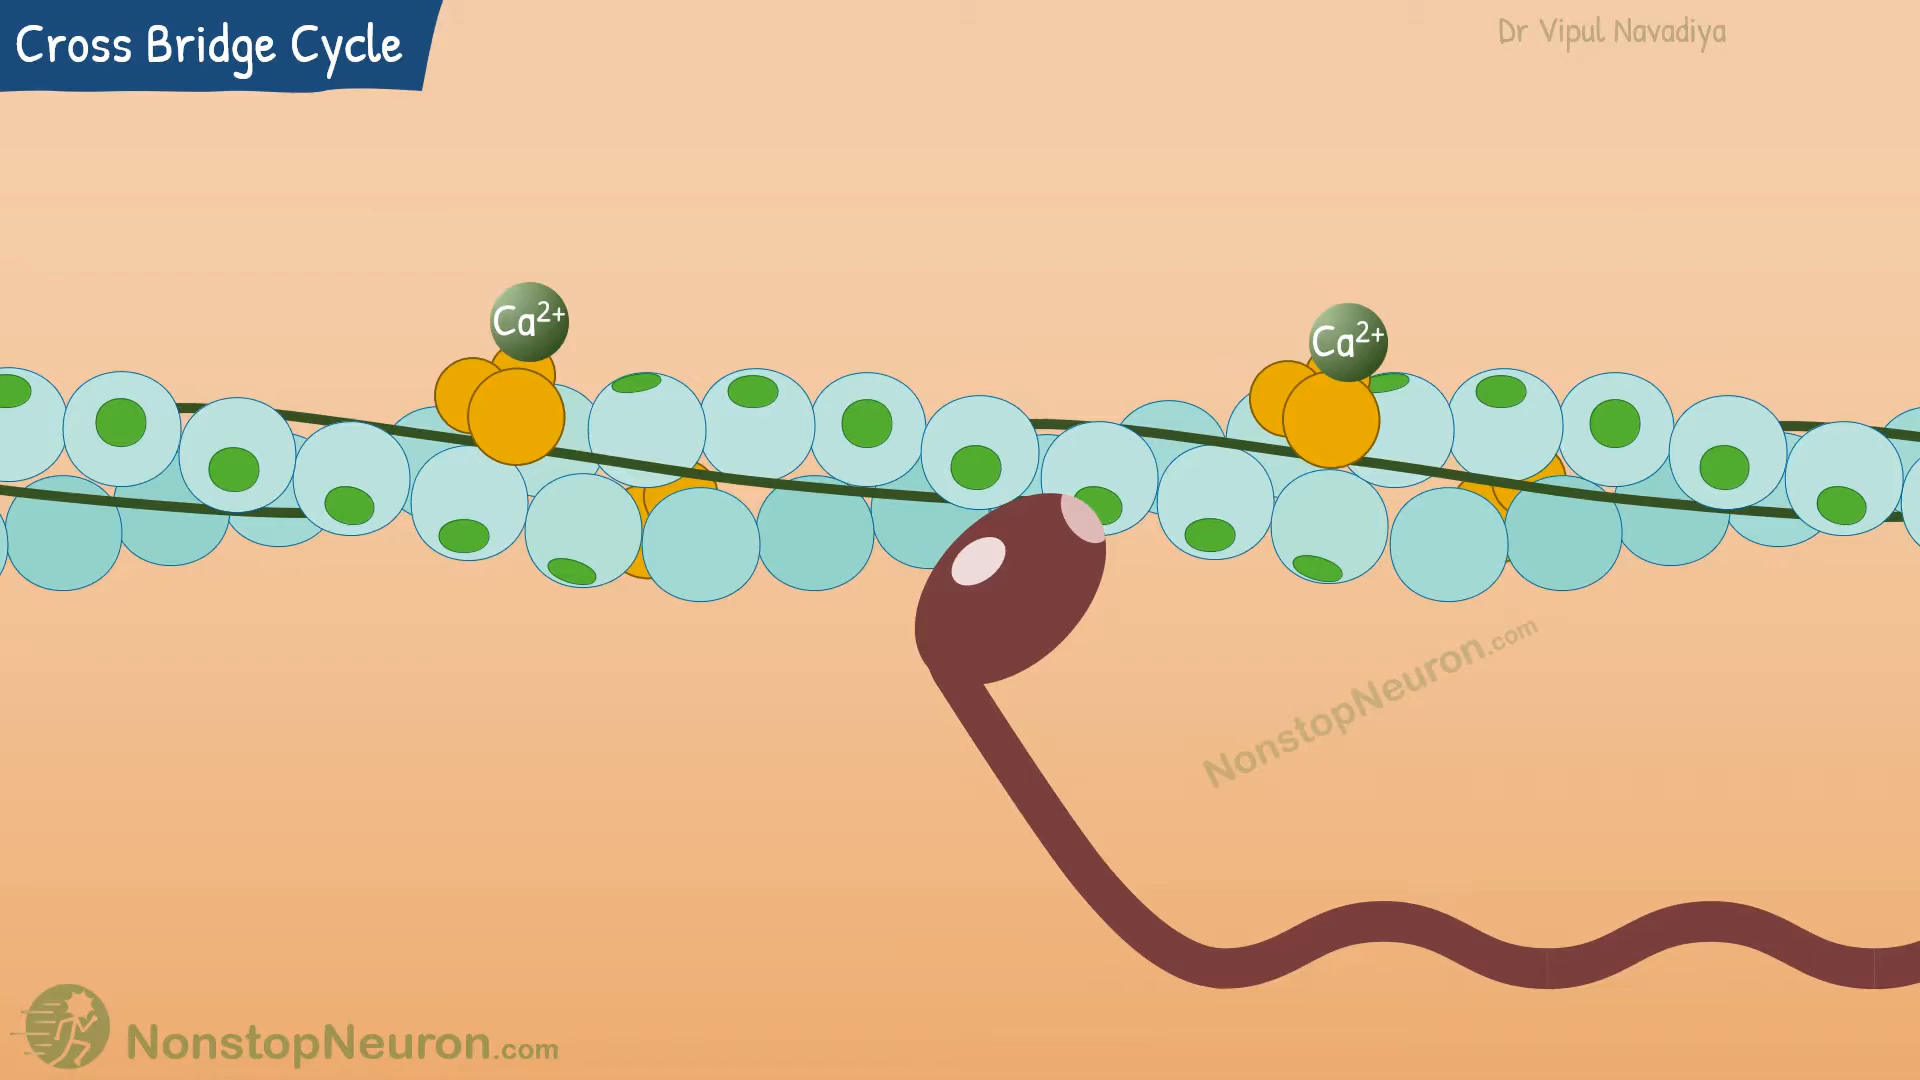 Cross Bridge Cycle
Dr Vipul Navadiya
Ca²⁺
Ca²⁺
NonstopNeuron.com
NonstopNeuron.com